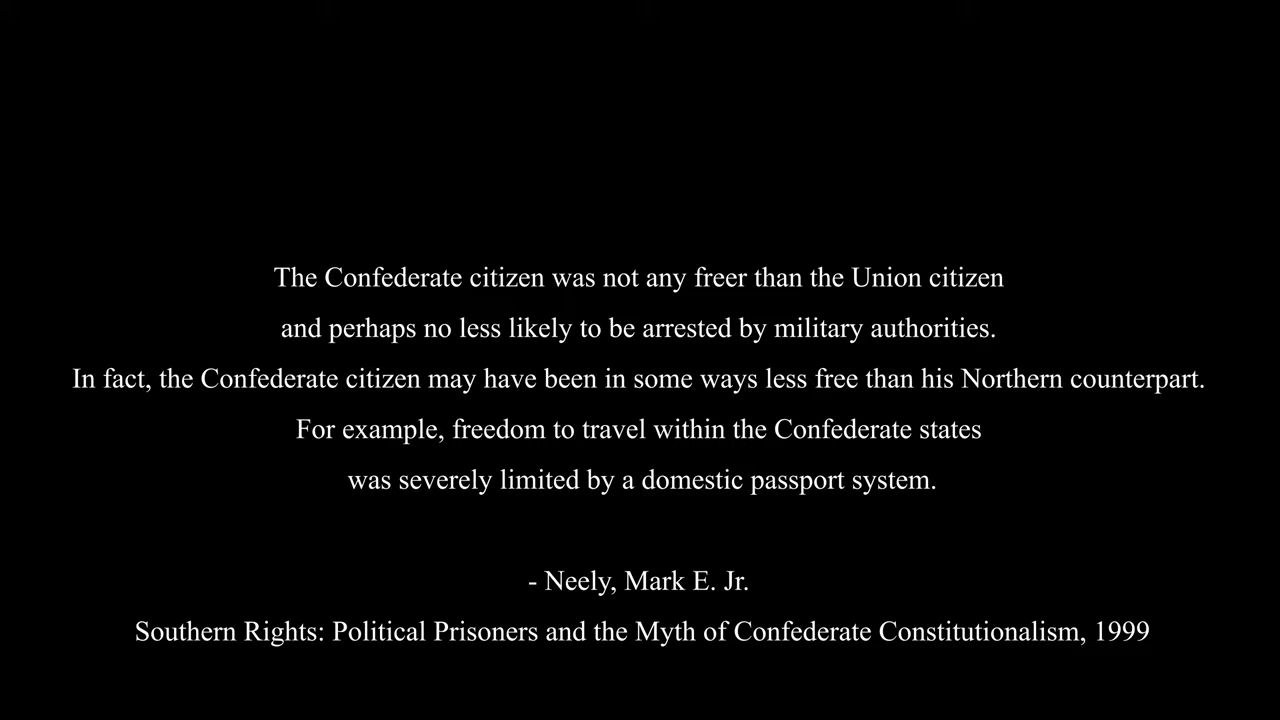 The Confederate citizen was not any freer than the Union citizen
and perhaps no less likely to be arrested by military authorities.
In fact, the Confederate citizen may have been in some ways less free than his Northern counterpart.
For example, freedom to travel within the Confederate states
was severely limited by a domestic passport system.
- Neely, Mark E. Jr.
Southern Rights: Political Prisoners and the Myth of Confederate Constitutionalism, 1999